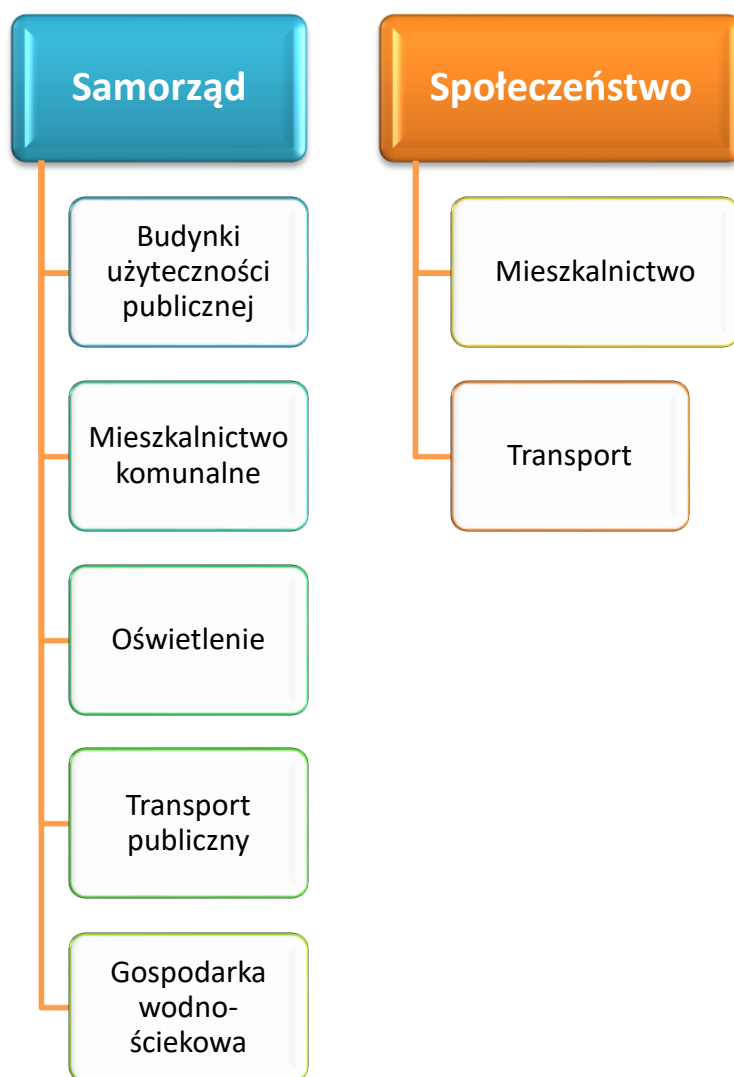 Samorząd
Budynki
użyteczności
publicznej
Mieszkalnictwo
komunalne
Oświetlenie
Transport
publiczny
Gospodarka
wodno-
ściekowa
Społeczeństwo
Mieszkalnictwo
Transport